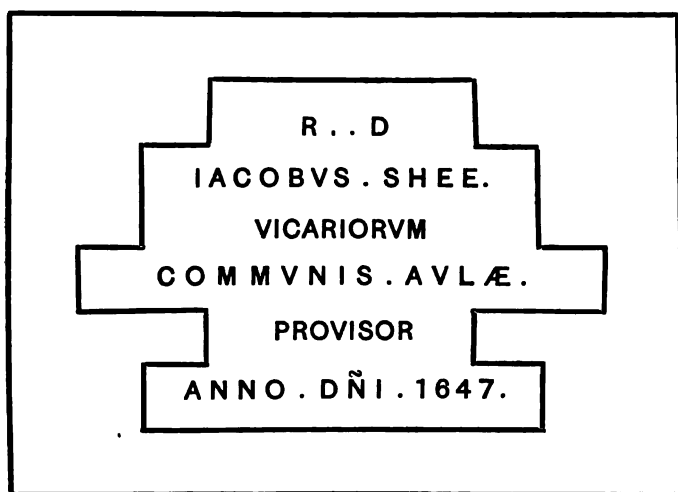 R . . D
IACOBVS . SHEE.
VICARIORVM
COMMVNIS . AVLÆ.
PROVISOR
ANNO . DÑI . 1647.